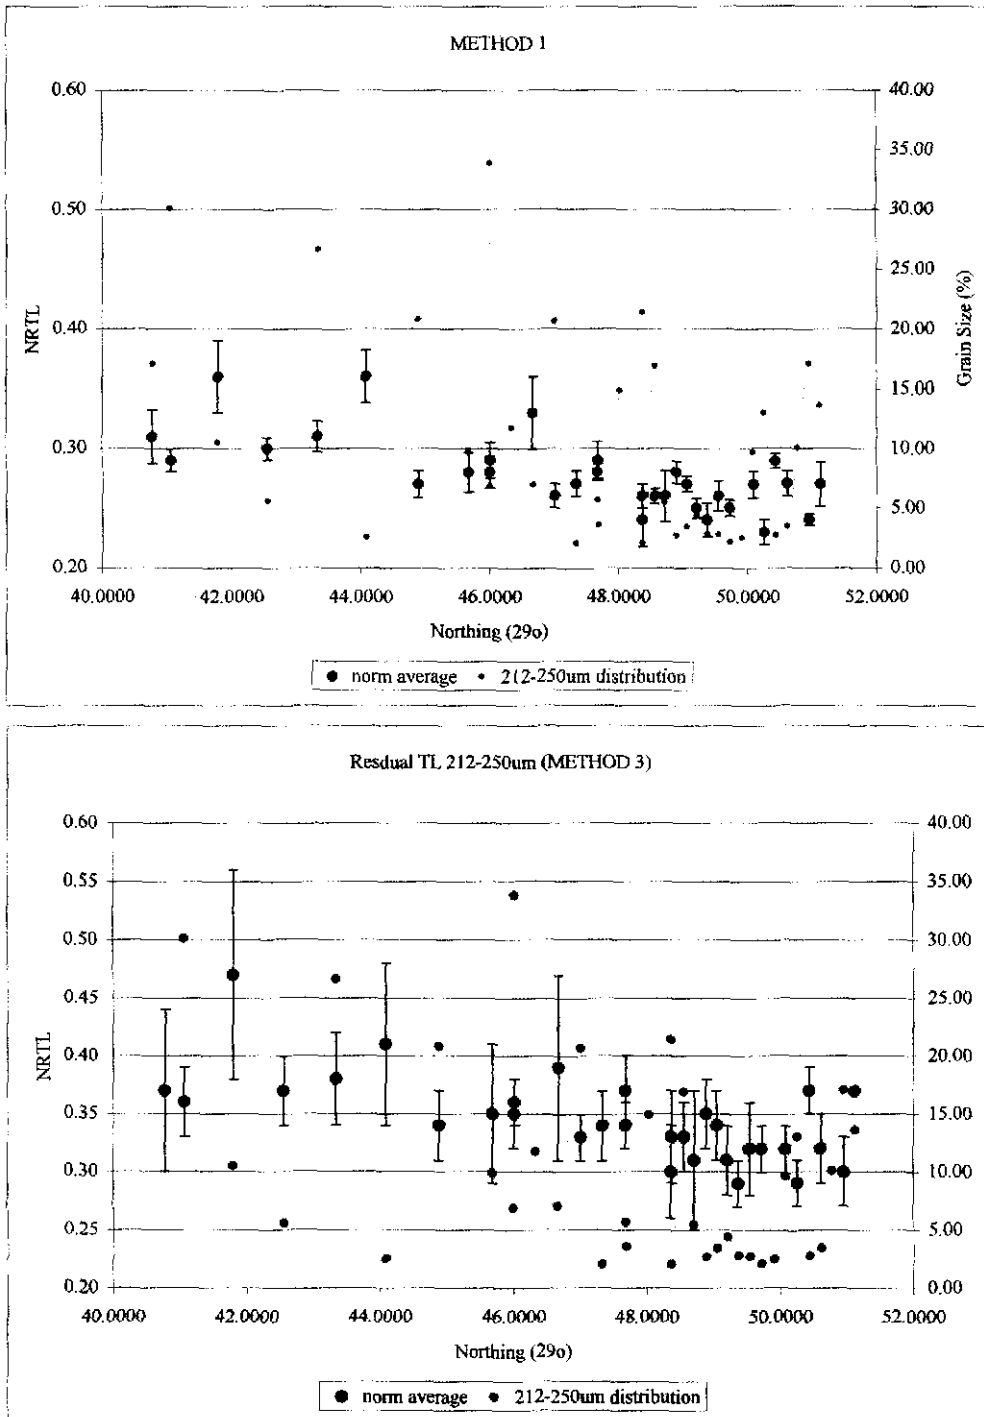 METHOD 1
0.60
0.50
0.40
0.30
0.20
NRTL
40.00
35.00
30.00
25.00
20.00
15.00
10.00
5.00
0.00
Grain Size (%)
40.0000 42.0000 44.0000 46.0000 48.0000 50.0000 52.0000
Northing (29o)
norm average 212-250um distribution
Resdual TL 212-250um (METHOD 3)
0.60
0.55
0.50
0.45
0.40
0.35
0.30
0.25
0.20
NRTL
40.00
35.00
30.00
25.00
20.00
15.00
10.00
5.00
0.00
40.0000 42.0000 44.0000 46.0000 48.0000 50.0000 52.0000
Northing (29o)
norm average 212-250um distribution